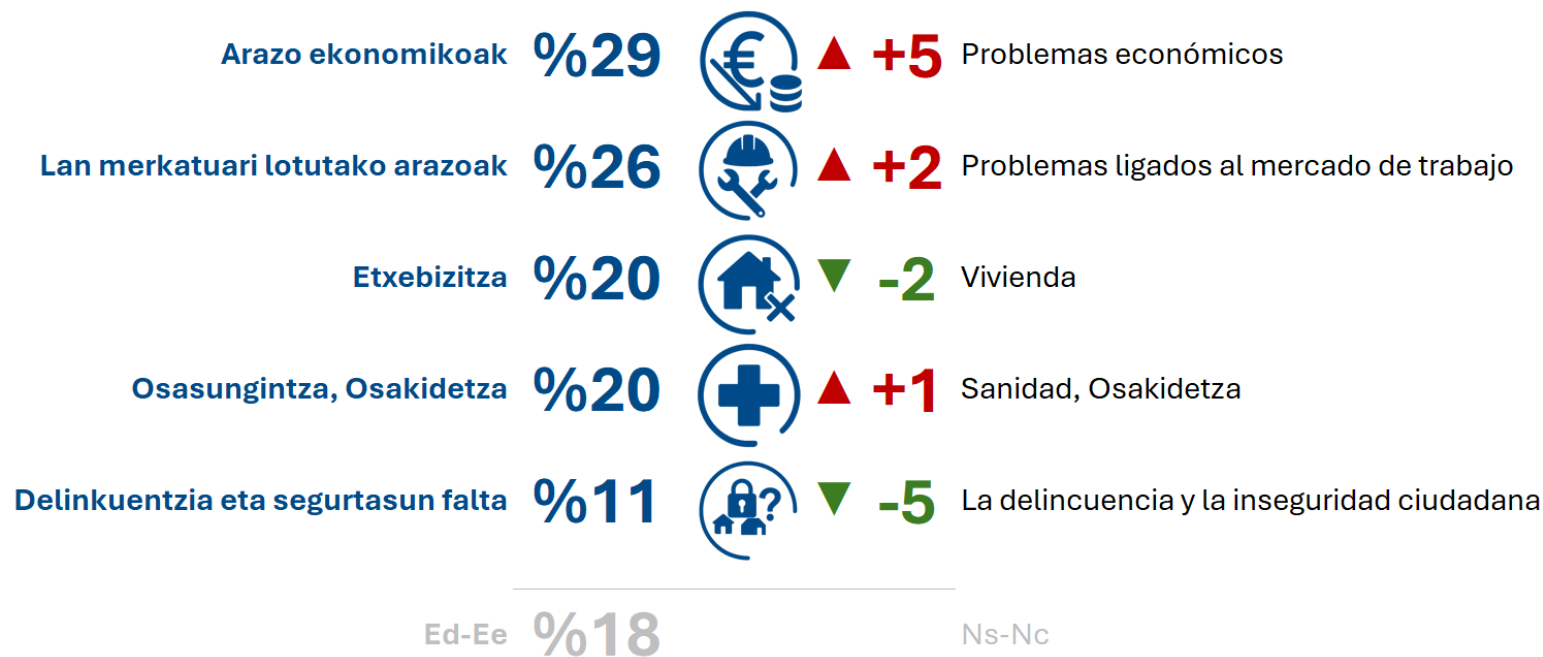 Arazo ekonomikoak %29 € ▲ +5 Problemas económicos
Lan merkatuari lotutako arazoak %26 ▲ +2 Problemas ligados al mercado de trabajo
Etxebizitza %20 ▼ -2 Vivienda
Osasungintza, Osakidetza %20 ▲ +1 Sanidad, Osakidetza
Delinkuentzia eta segurtasun falta %11 ? ▼ -5 La delincuencia y la inseguridad ciudadana
Ed-Ee %18 Ns-Nc